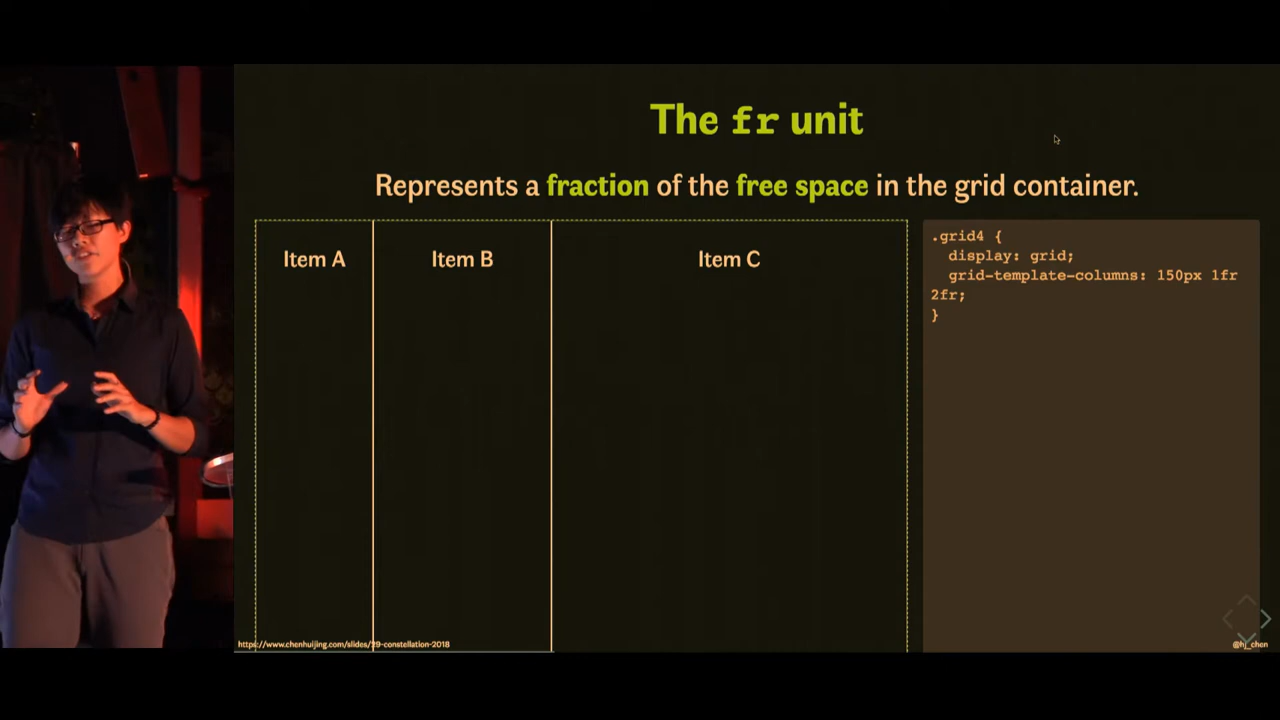 The fr unit
Represents a fraction of the free space in the grid container.
Item A
Item B
Item C
.grid4 {
display: grid;
grid-template-columns: 150px 1fr
2fr;
}
https://www.chenhuijing.com/slides/29-constellation-2018
@hj_chen